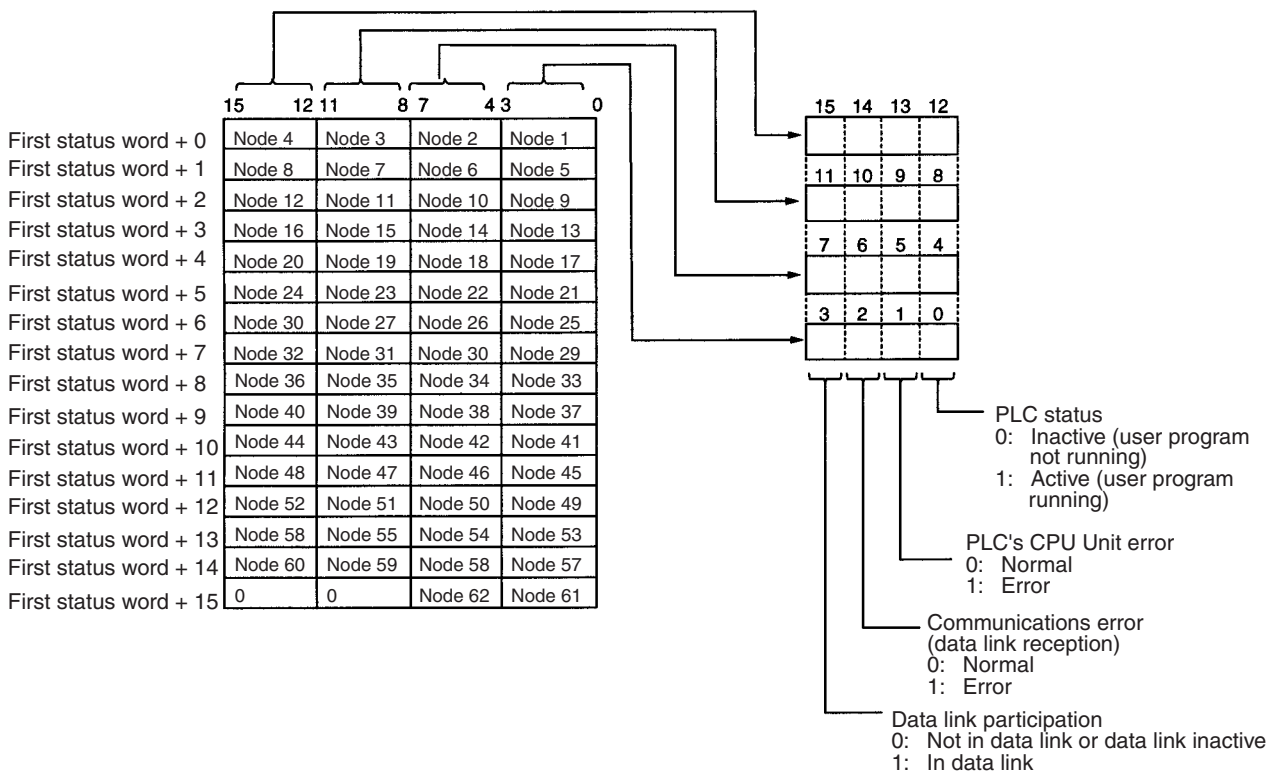 15 12 11 8 7 4 3 0
First status word + 0 Node 4 Node 3 Node 2 Node 1
First status word + 1 Node 8 Node 7 Node 6 Node 5
First status word + 2 Node 12 Node 11 Node 10 Node 9
First status word + 3 Node 16 Node 15 Node 14 Node 13
First status word + 4 Node 20 Node 19 Node 18 Node 17
First status word + 5 Node 24 Node 23 Node 22 Node 21
First status word + 6 Node 30 Node 27 Node 26 Node 25
First status word + 7 Node 32 Node 31 Node 30 Node 29
First status word + 8 Node 36 Node 35 Node 34 Node 33
First status word + 9 Node 40 Node 39 Node 38 Node 37
First status word + 10 Node 44 Node 43 Node 42 Node 41
First status word + 11 Node 48 Node 47 Node 46 Node 45
First status word + 12 Node 52 Node 51 Node 50 Node 49
First status word + 13 Node 58 Node 55 Node 54 Node 53
First status word + 14 Node 60 Node 59 Node 58 Node 57
First status word + 15 0 0 Node 62 Node 61
15 14 13 12
11 10 9 8
7 6 5 4
3 2 1 0
PLC status
0: Inactive (user program
not running)
1: Active (user program
running)
PLC's CPU Unit error
0: Normal
1: Error
Communications error
(data link reception)
0: Normal
1: Error
Data link participation
0: Not in data link or data link inactive
1: In data link